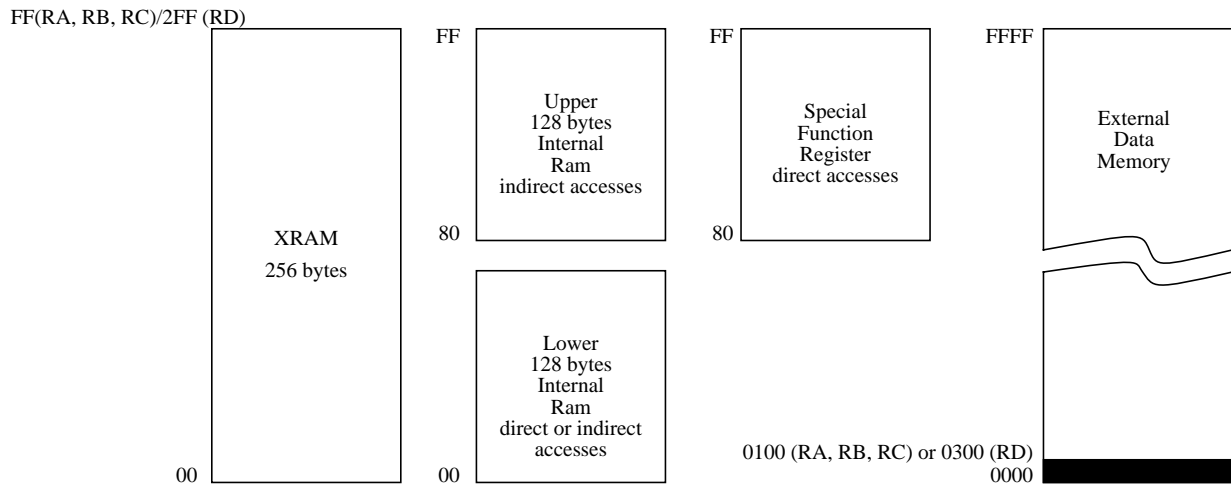 FF(RA, RB, RC)/2FF (RD)
XRAM
256 bytes
00
FF
Upper
128 bytes
Internal
Ram
indirect accesses
80
Lower
128 bytes
Internal
Ram
direct or indirect
accesses
00
FF
Special
Function
Register
direct accesses
80
FFFF
External
Data
Memory
0100 (RA, RB, RC) or 0300 (RD)
0000